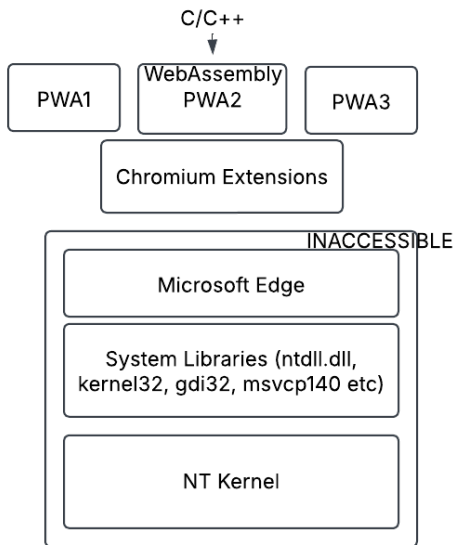 C/C++
PWA1
WebAssembly
PWA2
PWA3
Chromium Extensions
INACCESSIBLE
Microsoft Edge
System Libraries (ntdll.dll,
kernel32, gdi32, msvcp140 etc)
NT Kernel